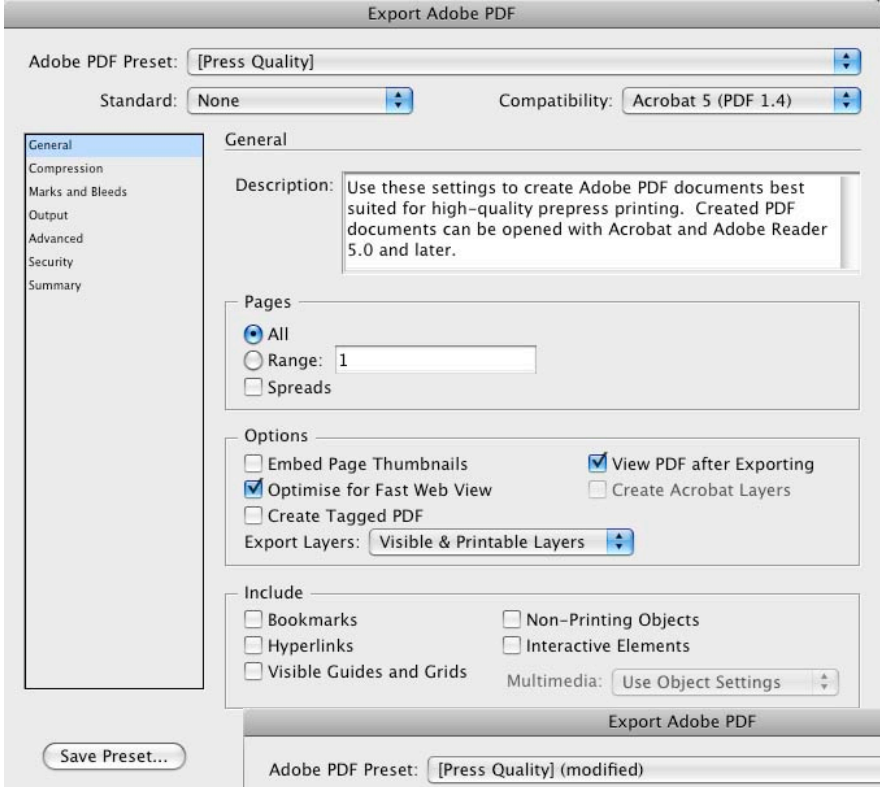 Export Adobe PDF
Adobe PDF Preset: [Press Quality]
Standard: None Compatibility: Acrobat 5 (PDF 1.4)
General
Compression
Marks and Bleeds
Output
Advanced
Security
Summary
General
Description: Use these settings to create Adobe PDF documents best
suited for high-quality prepress printing. Created PDF
documents can be opened with Acrobat and Adobe Reader
5.0 and later.
Pages
All
Range: 1
Spreads
Options
Embed Page Thumbnails View PDF after Exporting
Optimise for Fast Web View Create Acrobat Layers
Create Tagged PDF
Export Layers: Visible & Printable Layers
Include
Bookmarks Non-Printing Objects
Hyperlinks Interactive Elements
Visible Guides and Grids Multimedia: Use Object Settings
Save Preset...
Export Adobe PDF
Adobe PDF Preset: [Press Quality] (modified)